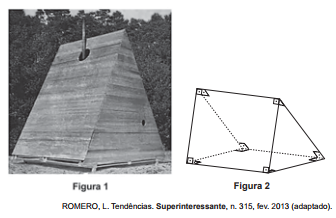 Figura 1
Figura 2
ROMERO, L. Tendências. Superinteressante, n. 315, fev. 2013 (adaptado).